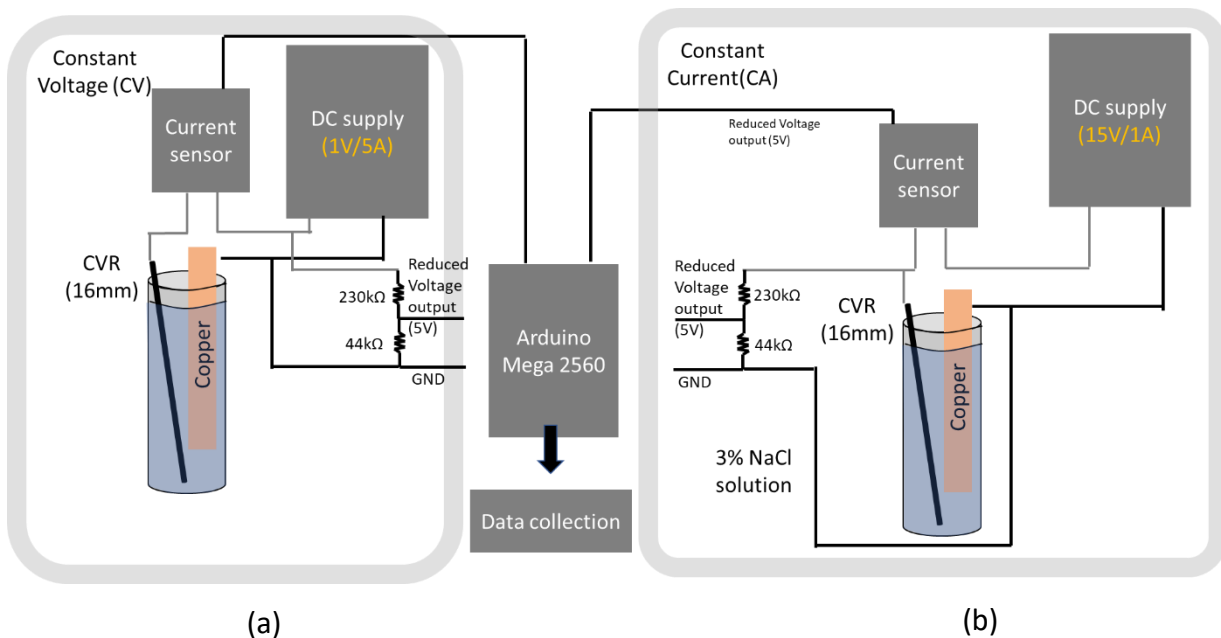 Constant
Voltage (CV)
Current
sensor
DC supply
(1V/5A)
CVR
(16mm)
Copper
230kΩ
44kΩ
Reduced
Voltage
output
(5V)
GND
Arduino
Mega 2560
Data collection
(a)
Constant
Current(CA)
Reduced Voltage
output (5V)
Current
sensor
DC supply
(15V/1A)
Reduced
Voltage
output
(5V)
230kΩ
44kΩ
GND
CVR
(16mm)
Copper
3% NaCl
solution
(b)